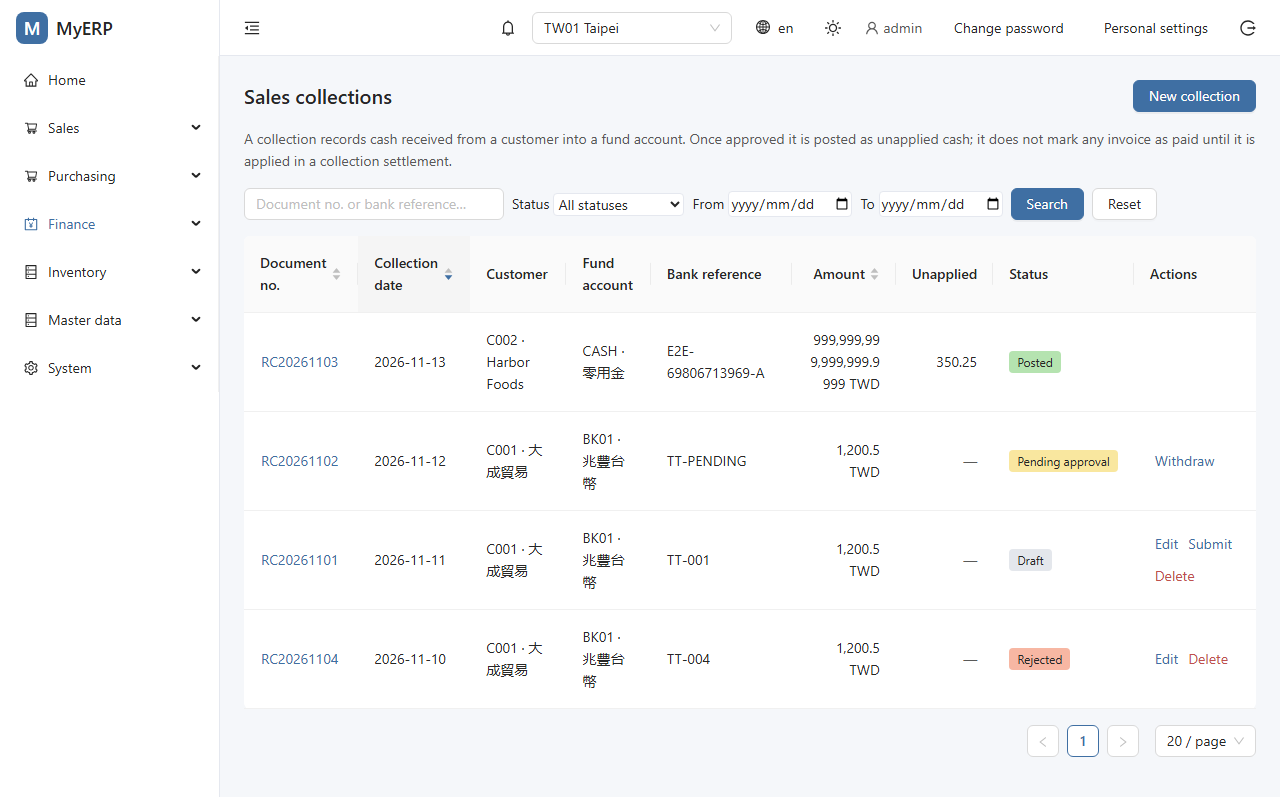 M MyERP
TW01 Taipei
en
admin
Change password
Personal settings
Home
Sales
Purchasing
Finance
Inventory
Master data
System
Sales collections
New collection
A collection records cash received from a customer into a fund account. Once approved it is posted as unapplied cash; it does not mark any invoice as paid until it is
applied in a collection settlement.
Document no. or bank reference...
Status All statuses From yyyy/mm/dd To yyyy/mm/dd Search Reset
Document
no.
Collection
date
Customer
Fund
account
Bank reference
Amount
Unapplied
Status
Actions
RC20261103
2026-11-13
C002 ·
Harbor
Foods
CASH ·
零用金
E2E-
69806713969-A
999,999,99
9,999,999.9
999 TWD
350.25
Posted
RC20261102
2026-11-12
C001 · 大
成貿易
BK01 ·
兆豐台
幣
TT-PENDING
1,200.5
TWD
—
Pending approval
Withdraw
RC20261101
2026-11-11
C001 · 大
成貿易
BK01 ·
兆豐台
幣
TT-001
1,200.5
TWD
—
Draft
Edit Submit
Delete
RC20261104
2026-11-10
C001 · 大
成貿易
BK01 ·
兆豐台
幣
TT-004
1,200.5
TWD
—
Rejected
Edit Delete
< 1 > 20 / page